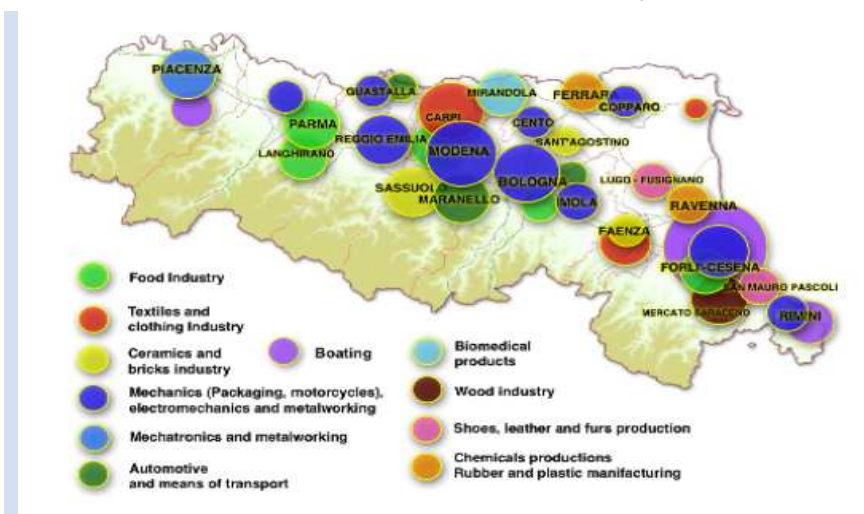 PIACENZA
GUASTALLA
MIRANDOLA
FERRARA
COPPARO
PARMA
CARPI
CENTO
REGGIO EMILIA
SANT'AGOSTINO
LANGHIRANO
MODENA
BOLOGNA
LUGO - FUSIGNANO
SASSUOLO
MARANELLO
IMOLA
RAVENNA
FAENZA
FORLI-CESENA
SAN MAURO PASCOLI
MERCATO SARACENO
RIMINI
Food Industry
Textiles and
clothing Industry
Ceramics and
bricks industry
Boating
Mechanics (Packaging, motorcycles),
electromechanics and metalworking
Mechatronics and metalworking
Automotive
and means of transport
Biomedical
products
Wood industry
Shoes, leather and furs production
Chemicals productions
Rubber and plastic manifacturing